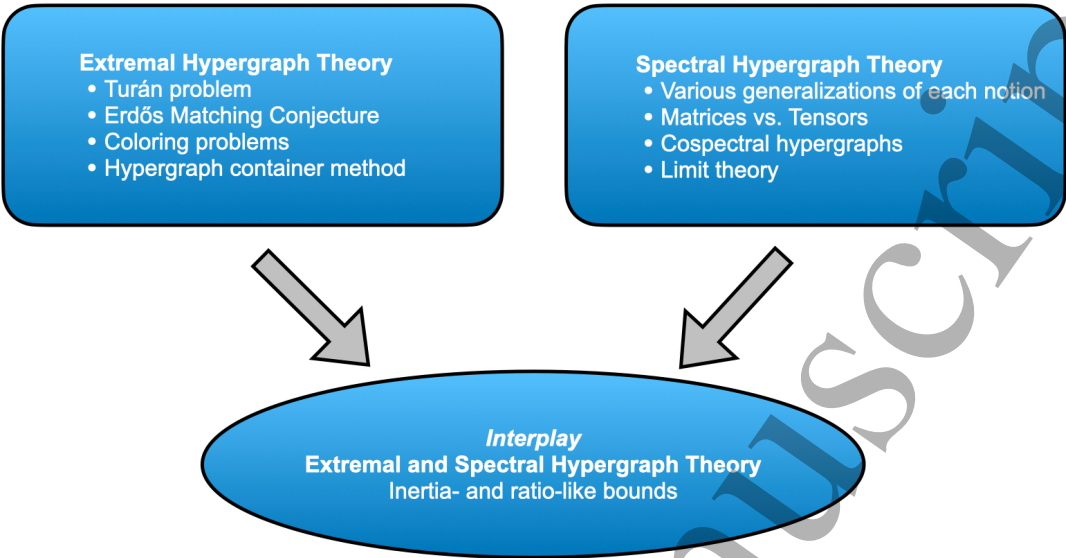 Extremal Hypergraph Theory
• Turán problem
• Erdős Matching Conjecture
• Coloring problems
• Hypergraph container method
Spectral Hypergraph Theory
• Various generalizations of each notion
• Matrices vs. Tensors
• Cospectral hypergraphs
• Limit theory
Interplay
Extremal and Spectral Hypergraph Theory
Inertia- and ratio-like bounds